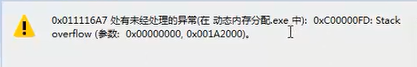 0x011116A7 处有未经处理的异常(在 动态内存分配.exe 中): 0xC00000FD: Stack
overflow (参数: 0x00000000, 0x001A2000)。